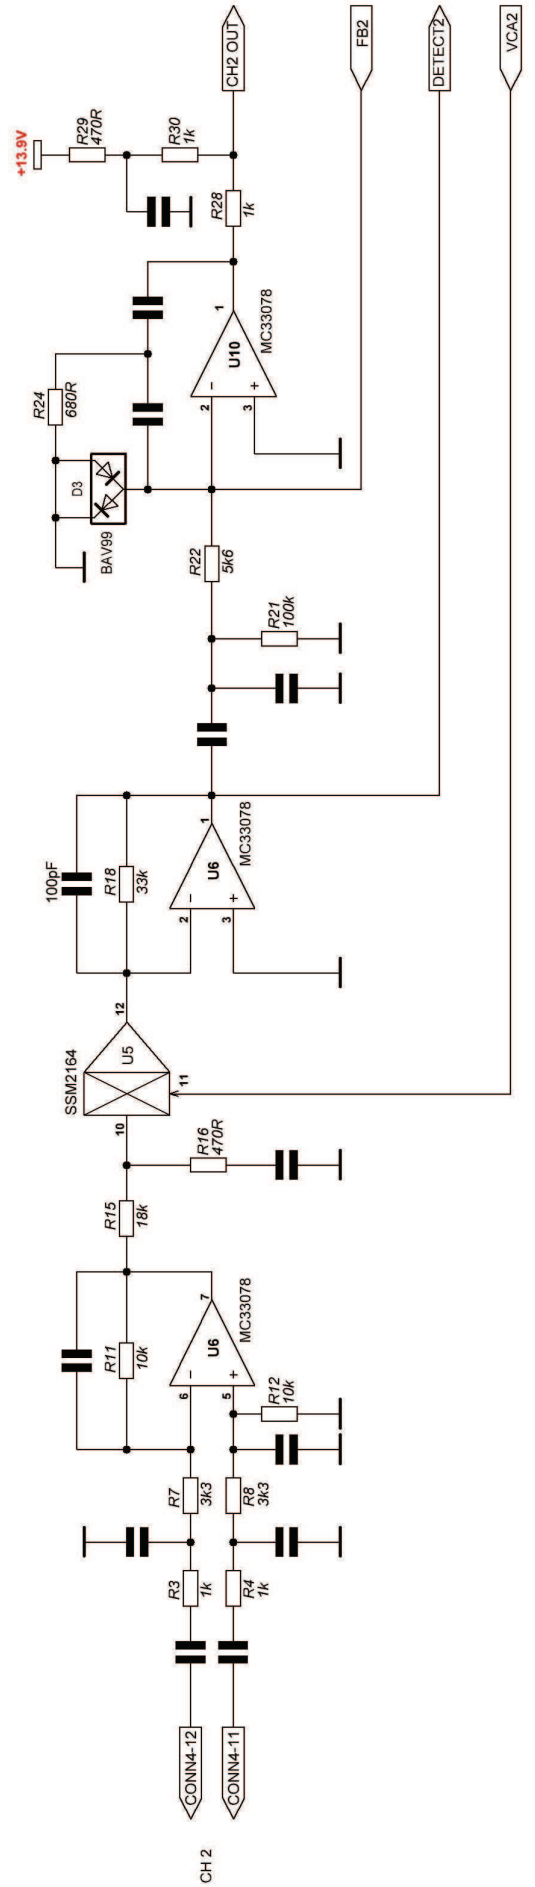 CH 2
CONN4-12
CONN4-11
R3
1k
R4
1k
R7
3k3
R8
3k3
R12
10k
R11
10k
6
5
7
U6
MC33078
R15
18k
R16
470R
10
11
12
SSM2164
U5
100pF
R18
33k
2
3
1
U6
MC33078
R21
100k
R22
5k6
BAV99
D3
R24
680R
2
3
1
U10
MC33078
R28
1k
R30
1k
R29
470R
+13.9V
CH2 OUT
FB2
DETECT2
VCA2